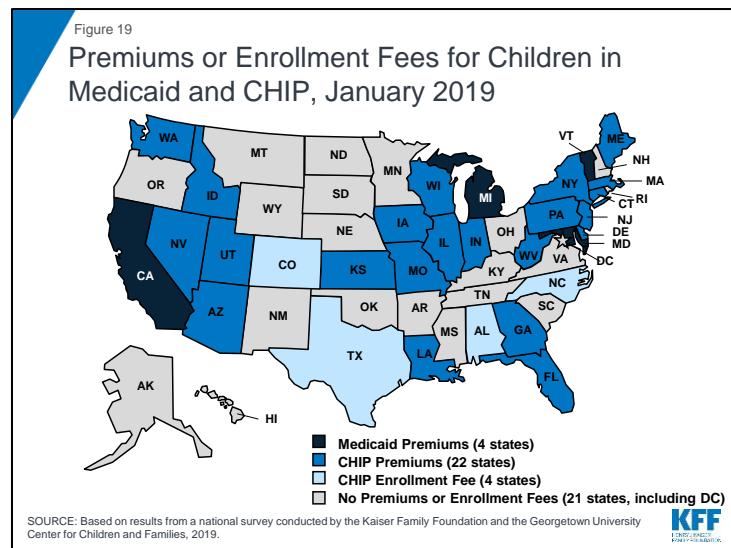 Figure 19
Premiums or Enrollment Fees for Children in
Medicaid and CHIP, January 2019
WA
MT
ND
MN
VT
ME
NH
OR
ID
SD
WI
MI
NY
MA
RI
CT
WY
NE
IA
PA
NJ
NV
UT
IL
IN
OH
DE
MD
CA
CO
KS
MO
WV
VA
DC
KY
NC
AZ
NM
OK
AR
TN
SC
MS
AL
GA
TX
LA
FL
AK
HI
Medicaid Premiums (4 states)
CHIP Premiums (22 states)
CHIP Enrollment Fee (4 states)
No Premiums or Enrollment Fees (21 states, including DC)
SOURCE: Based on results from a national survey conducted by the Kaiser Family Foundation and the Georgetown University
Center for Children and Families, 2019.
KFF
HENRY J KAISER
FAMILY FOUNDATION